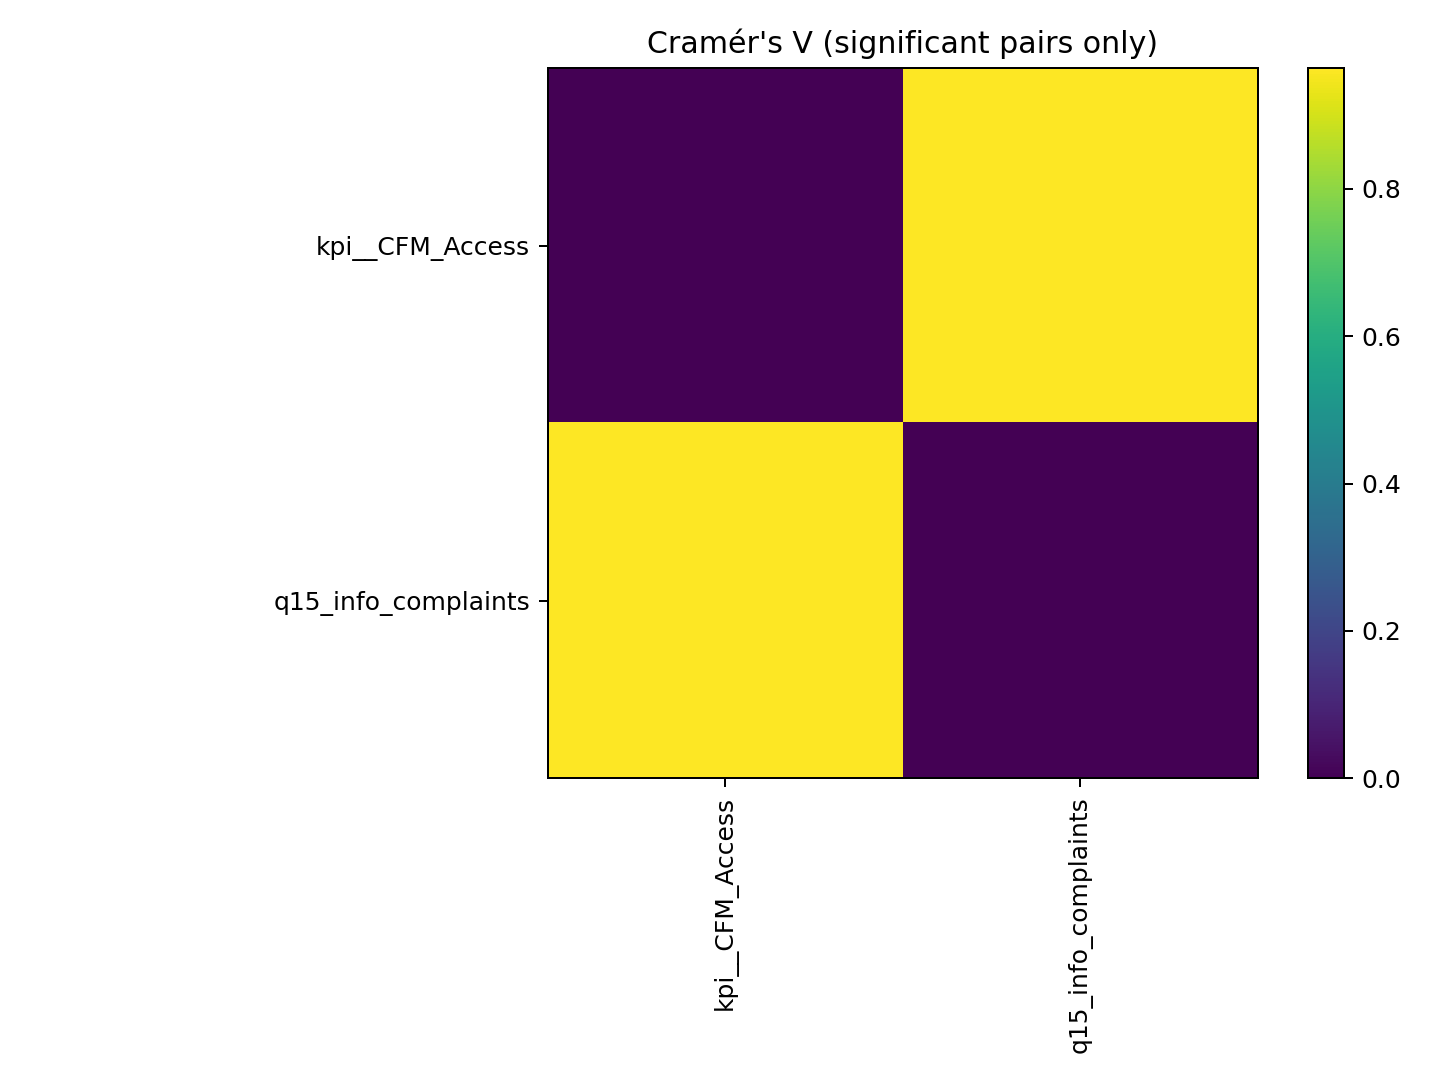 Cramér's V (significant pairs only)
kpi__CFM_Access
q15_info_complaints
kpi__CFM_Access
q15_info_complaints
0.8
0.6
0.4
0.2
0.0